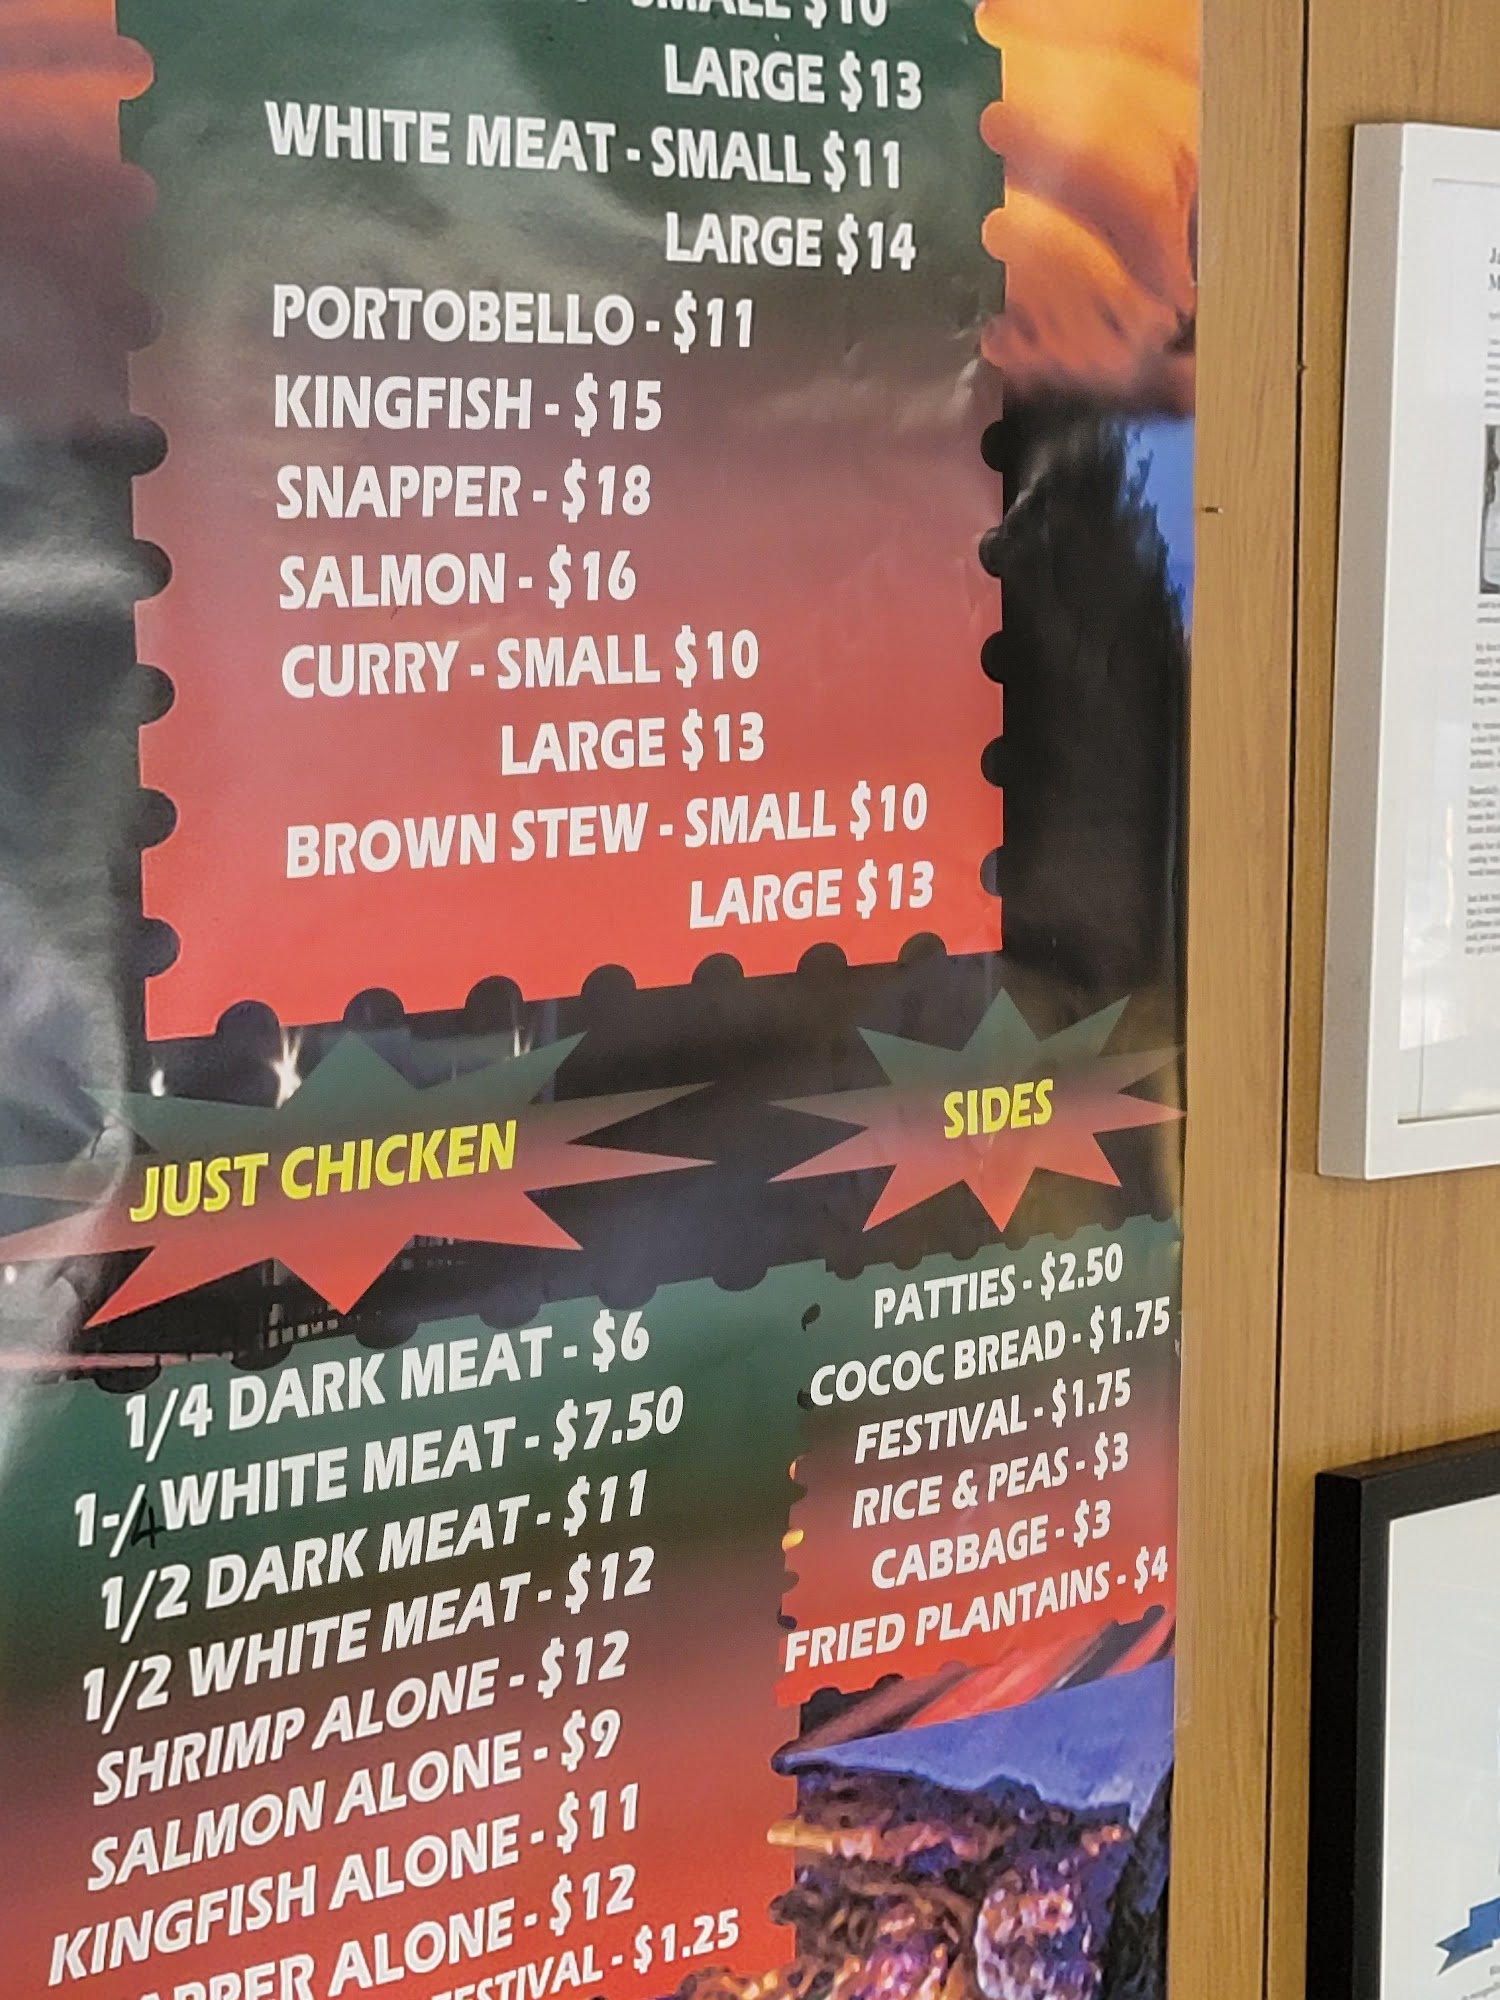 SMALL $10
LARGE $13
WHITE MEAT - SMALL $11
LARGE $14
PORTOBELLO - $11
KINGFISH - $15
SNAPPER - $18
SALMON - $16
CURRY - SMALL $10
LARGE $13
BROWN STEW - SMALL $10
LARGE $13
JUST CHICKEN
1/4 DARK MEAT - $6
1-/4 WHITE MEAT - $7.50
1/2 DARK MEAT - $11
1/2 WHITE MEAT - $12
SHRIMP ALONE - $12
SALMON ALONE - $9
KINGFISH ALONE - $11
APPER ALONE - $12
FESTIVAL - $1.25
SIDES
PATTIES - $2.50
COCOC BREAD - $1.75
FESTIVAL - $1.75
RICE & PEAS - $3
CABBAGE - $3
FRIED PLANTAINS - $4